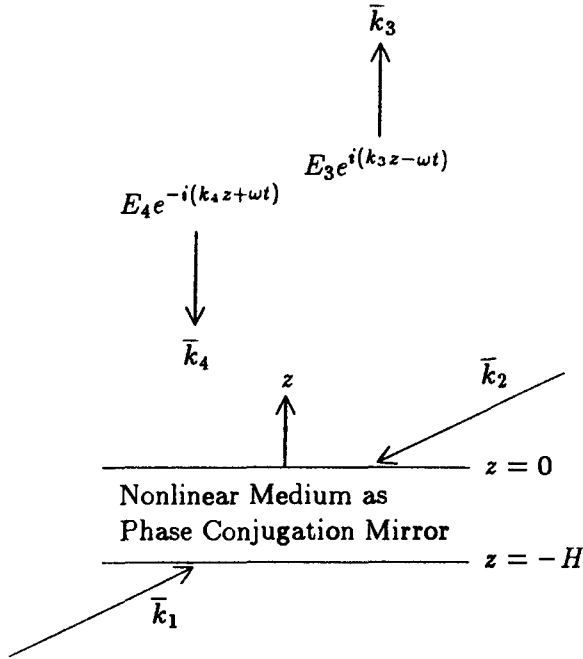 k̄₃
E₃e^{i(k₃z−ωt)}
E₄e^{−i(k₄z+ωt)}
k̄₄
z
k̄₂
z = 0
Nonlinear Medium as
Phase Conjugation Mirror
z = −H
k̄₁